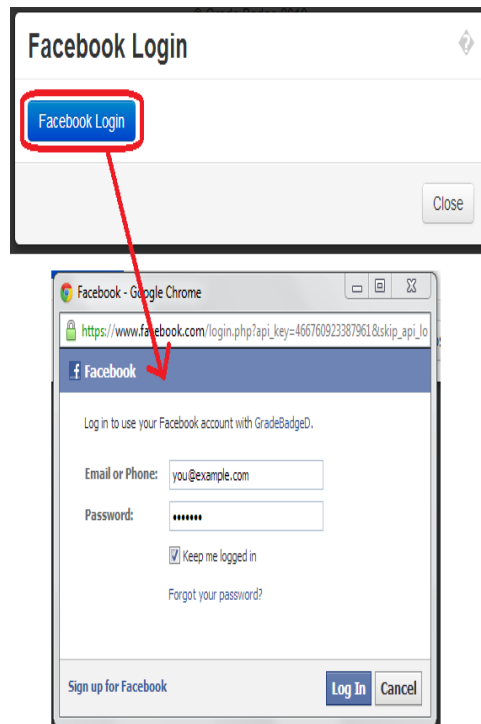 Facebook Login
Facebook Login
Close
Facebook - Google Chrome
https://www.facebook.com/login.php?api_key=466760923387961&skip_api_lo
f Facebook
Log in to use your Facebook account with GradeBadgeD.
Email or Phone: you@example.com
Password: •••••••
Keep me logged in
Forgot your password?
Sign up for Facebook Log In Cancel